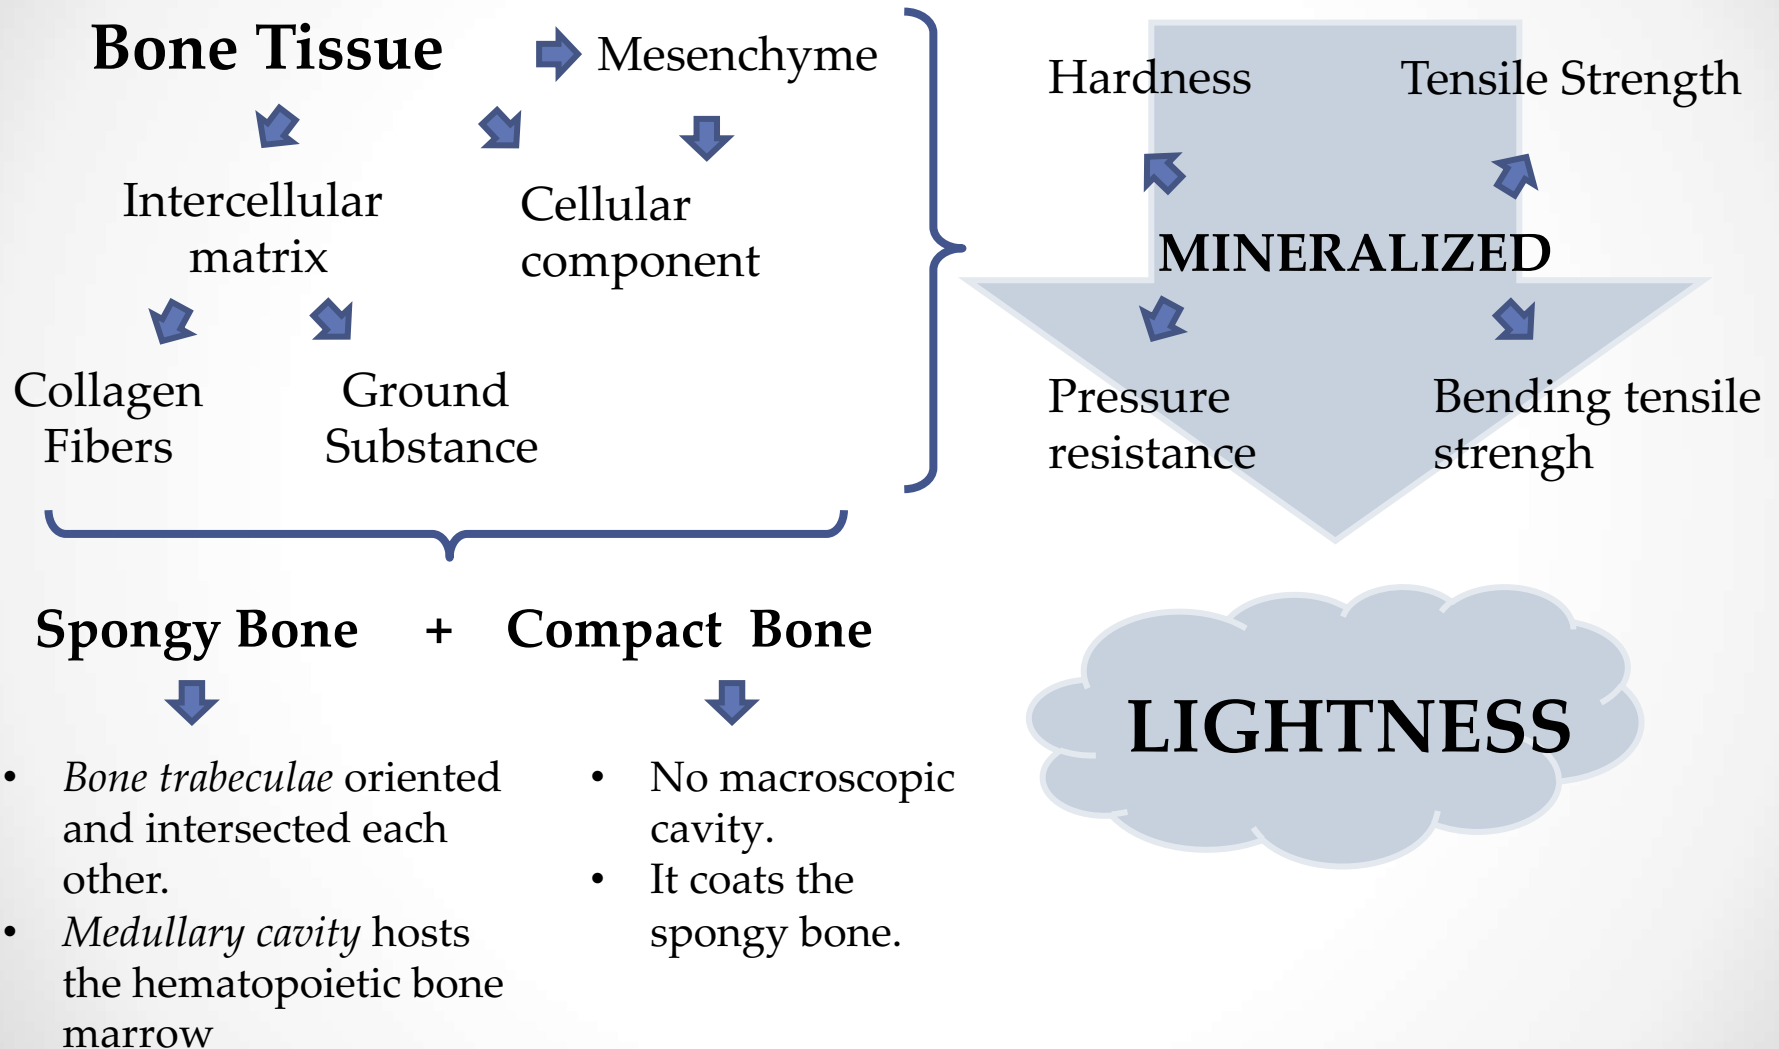 Bone Tissue
Mesenchyme
Intercellular
matrix
Cellular
component
Collagen
Fibers
Ground
Substance
Hardness
Tensile Strength
MINERALIZED
Pressure
resistance
Bending tensile
strengh
Spongy Bone + Compact Bone
• Bone trabeculae oriented
and intersected each
other.
• Medullary cavity hosts
the hematopoietic bone
marrow
• No macroscopic
cavity.
• It coats the
spongy bone.
LIGHTNESS